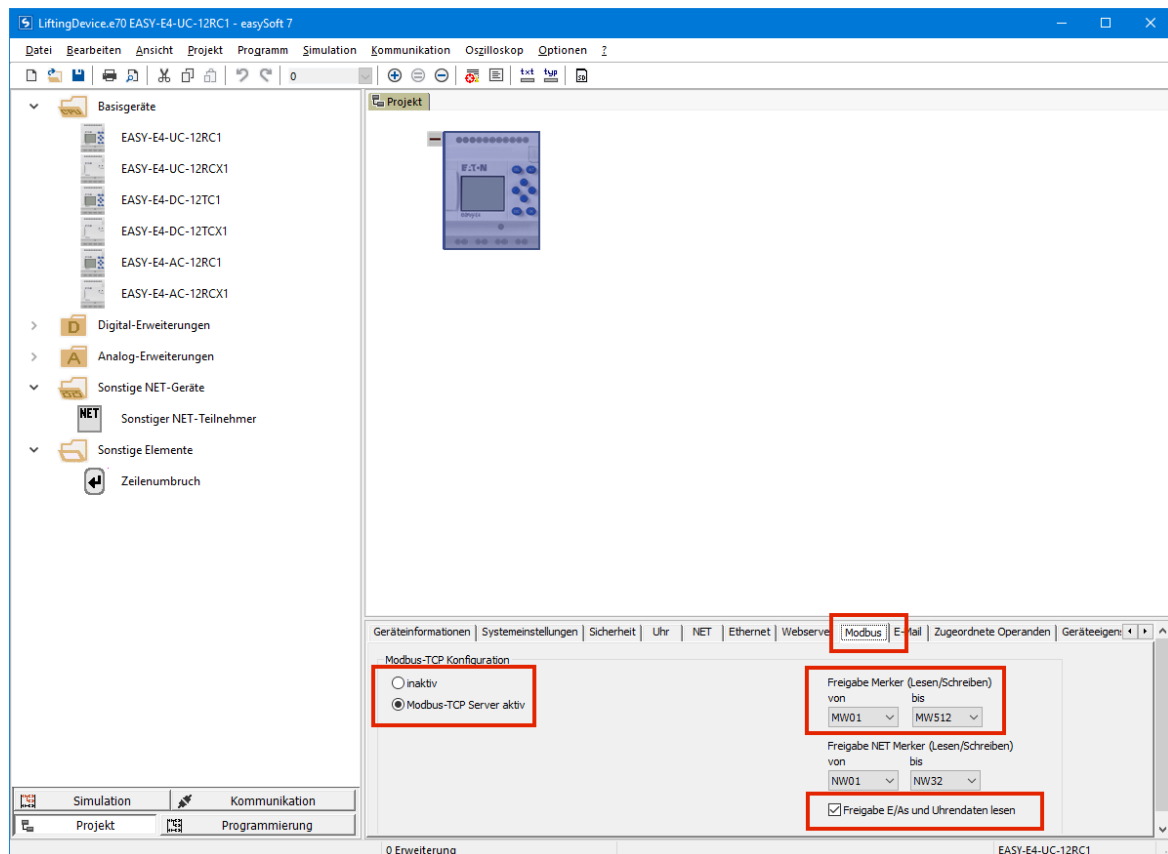 LiftingDevice.e70 EASY-E4-UC-12RC1 - easySoft 7
Datei Bearbeiten Ansicht Projekt Programm Simulation Kommunikation Oszilloskop Optionen ?
0 txt typ SD
Basisgeräte
EASY-E4-UC-12RC1
EASY-E4-UC-12RCX1
EASY-E4-DC-12TC1
EASY-E4-DC-12TCX1
EASY-E4-AC-12RC1
EASY-E4-AC-12RCX1
D Digital-Erweiterungen
A Analog-Erweiterungen
Sonstige NET-Geräte
NET Sonstiger NET-Teilnehmer
Sonstige Elemente
Zeilenumbruch
Simulation Kommunikation
Projekt Programmierung
Projekt
E:T·N
Geräteinformationen Systemeinstellungen Sicherheit Uhr NET Ethernet Webserve Modbus E-Mail Zugeordnete Operanden Geräteeigen
Modbus-TCP Konfiguration
inaktiv
Modbus-TCP Server aktiv
Freigabe Merker (Lesen/Schreiben)
von bis
MW01 MW512
Freigabe NET Merker (Lesen/Schreiben)
von bis
NW01 NW32
Freigabe E/As und Uhrendaten lesen
0 Erweiterung EASY-E4-UC-12RC1